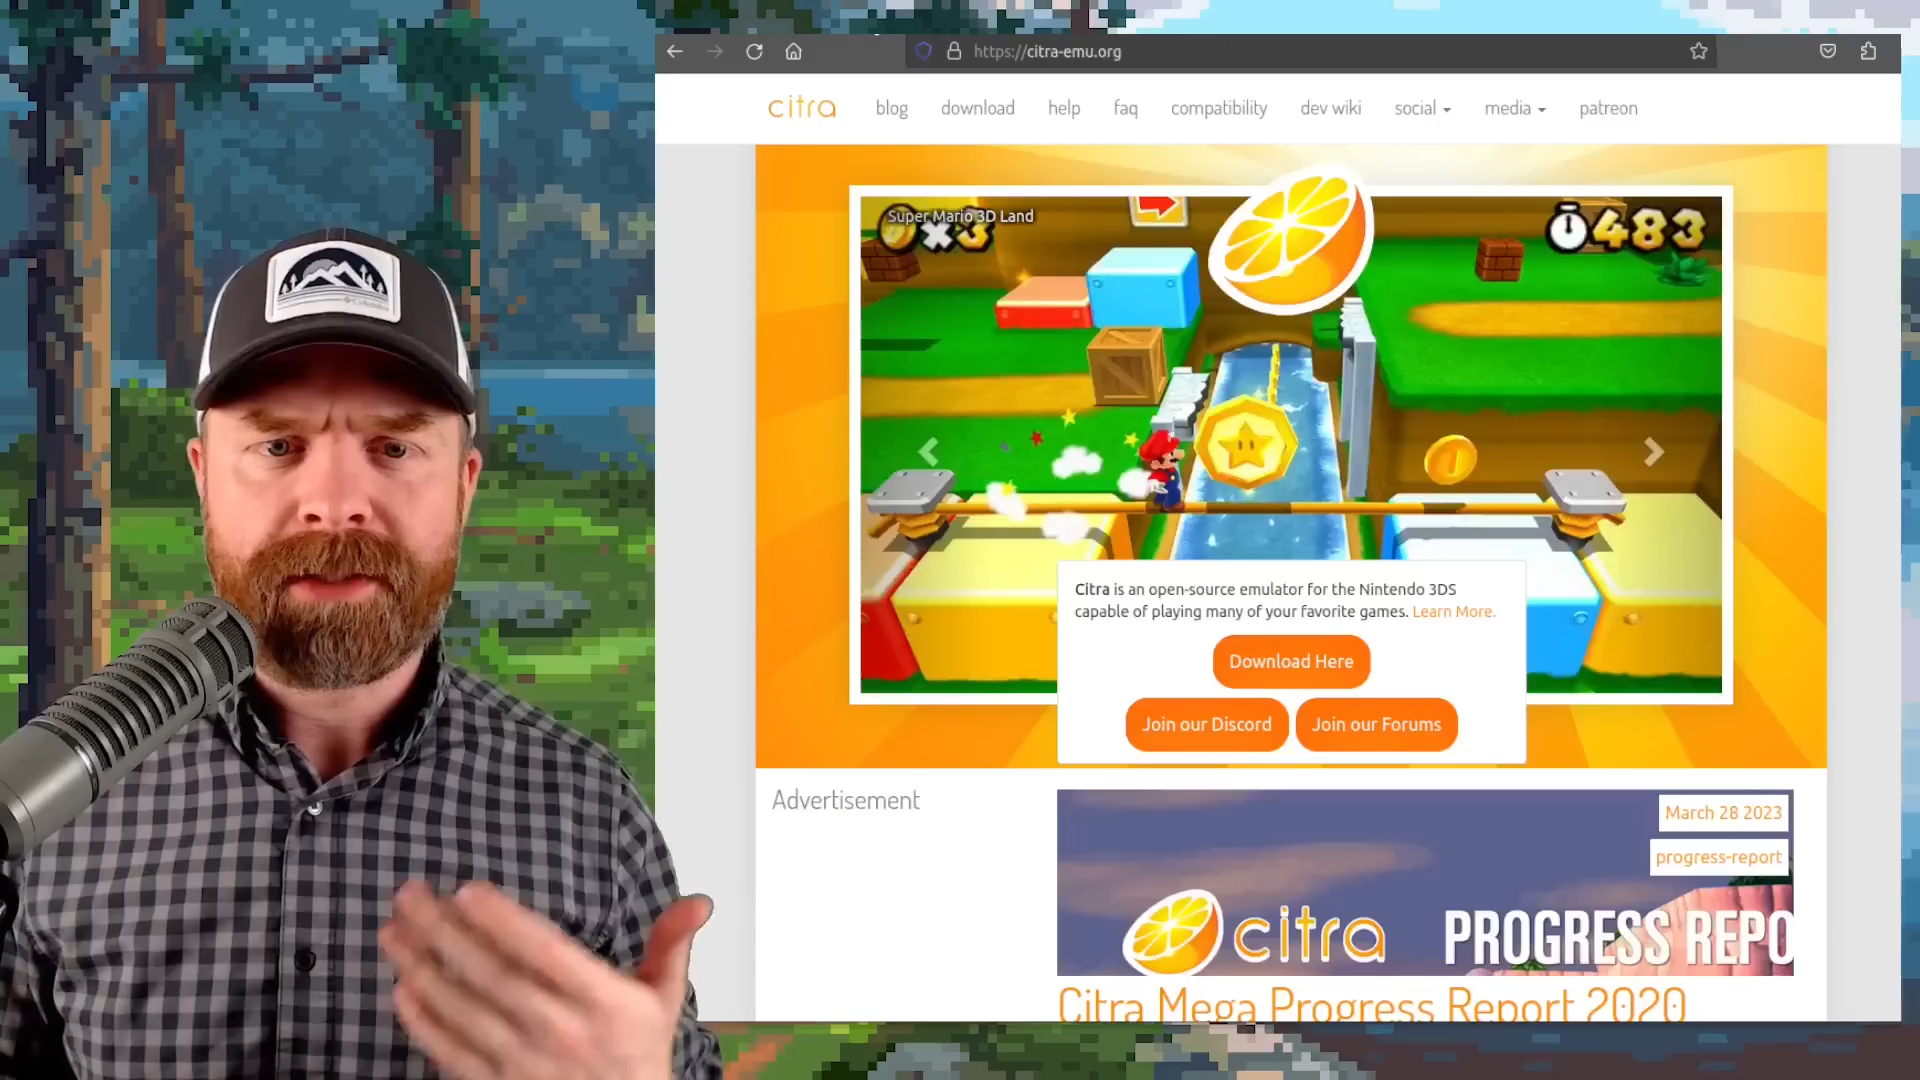 https://citra-emu.org
citra blog download help faq compatibility dev wiki social media patreon
Super Mario 3D Land
×3
483
Columbia
Citra is an open-source emulator for the Nintendo 3DS
capable of playing many of your favorite games. Learn More.
Download Here
Join our Discord Join our Forums
Advertisement
March 28 2023
progress-report
citra PROGRESS REPO
Citra Mega Progress Report 2020